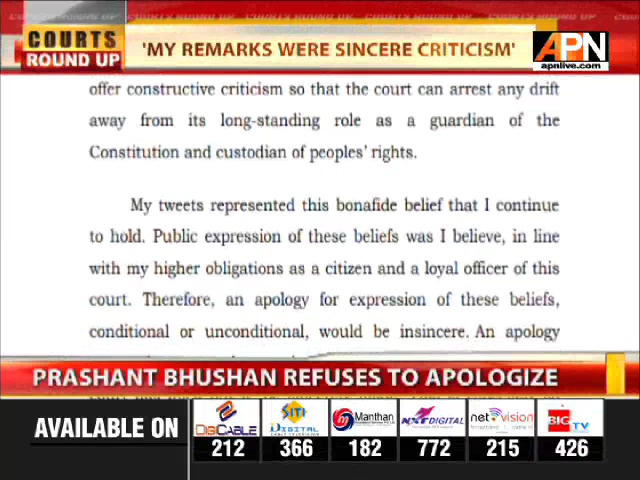 COURTS
ROUND UP
'MY REMARKS WERE SINCERE CRITICISM'
APN
apnlive.com
offer constructive criticism so that the court can arrest any drift
away from its long-standing role as a guardian of the
Constitution and custodian of peoples' rights.
My tweets represented this bonafide belief that I continue
to hold. Public expression of these beliefs was I believe, in line
with my higher obligations as a citizen and a loyal officer of this
court. Therefore, an apology for expression of these beliefs,
conditional or unconditional, would be insincere. An apology
PRASHANT BHUSHAN REFUSES TO APOLOGIZE
AVAILABLE ON
DIGICABLE
SITI
DIGITAL
Manthan
NXT DIGITAL
net vision
BIG
TV
212 366 182 772 215 426